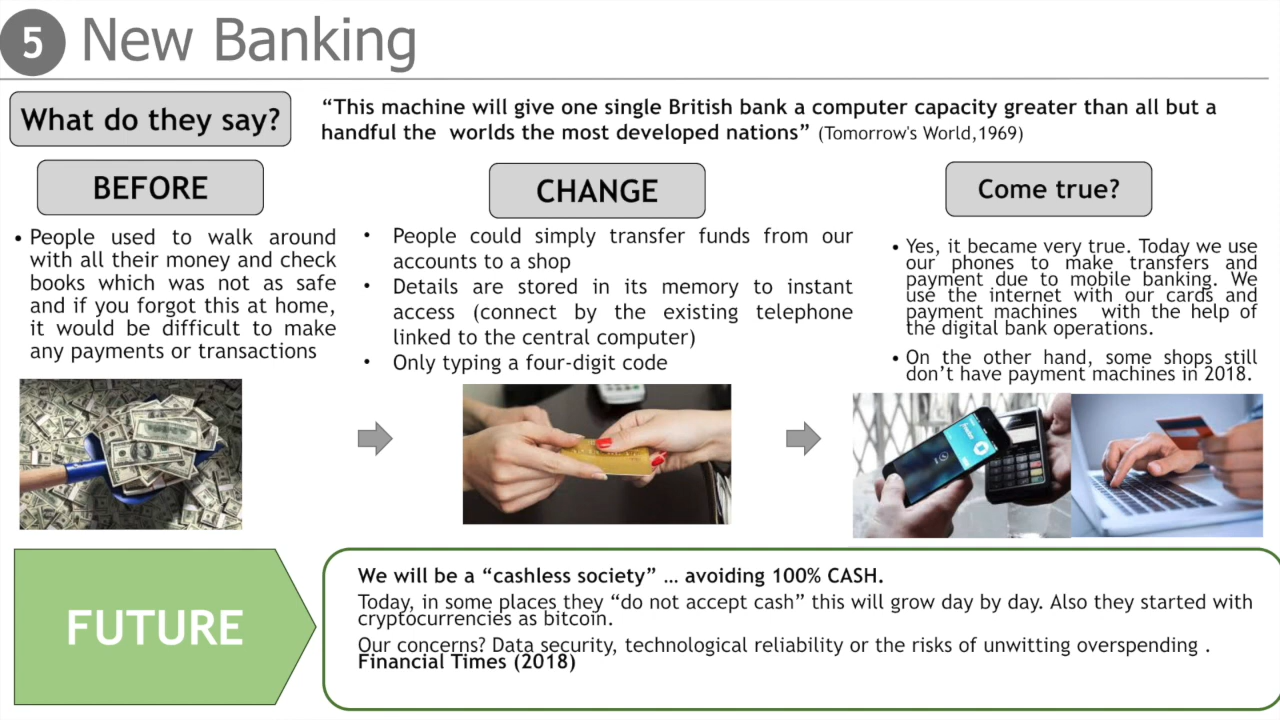 5 New Banking
What do they say?
“This machine will give one single British bank a computer capacity greater than all but a
handful the worlds the most developed nations” (Tomorrow's World,1969)
BEFORE
• People used to walk around
with all their money and check
books which was not as safe
and if you forgot this at home,
it would be difficult to make
any payments or transactions
CHANGE
• People could simply transfer funds from our
accounts to a shop
• Details are stored in its memory to instant
access (connect by the existing telephone
linked to the central computer)
• Only typing a four-digit code
Come true?
• Yes, it became very true. Today we use
our phones to make transfers and
payment due to mobile banking. We
use the internet with our cards and
payment machines with the help of
the digital bank operations.
• On the other hand, some shops still
don’t have payment machines in 2018.
FUTURE
We will be a “cashless society” … avoiding 100% CASH.
Today, in some places they “do not accept cash” this will grow day by day. Also they started with
cryptocurrencies as bitcoin.
Our concerns? Data security, technological reliability or the risks of unwitting overspending .
Financial Times (2018)